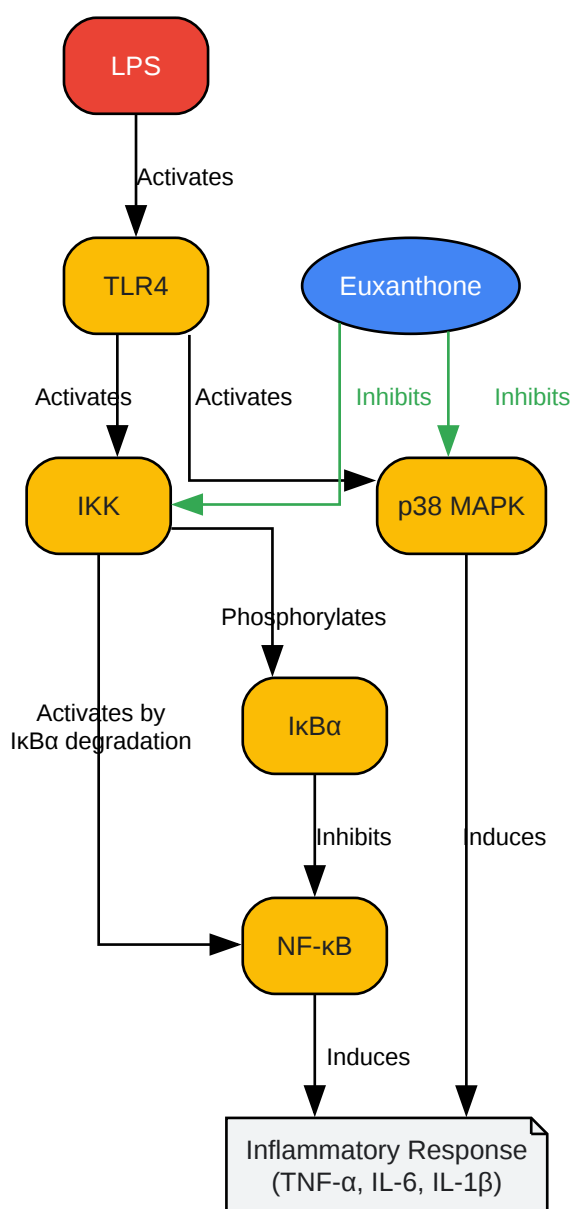 LPS
Activates
TLR4
Euxanthone
Activates
Activates
Inhibits
Inhibits
IKK
p38 MAPK
Phosphorylates
Activates by
IκBα degradation
IκBα
Inhibits
Induces
NF-κB
Induces
Inflammatory Response
(TNF-α, IL-6, IL-1β)